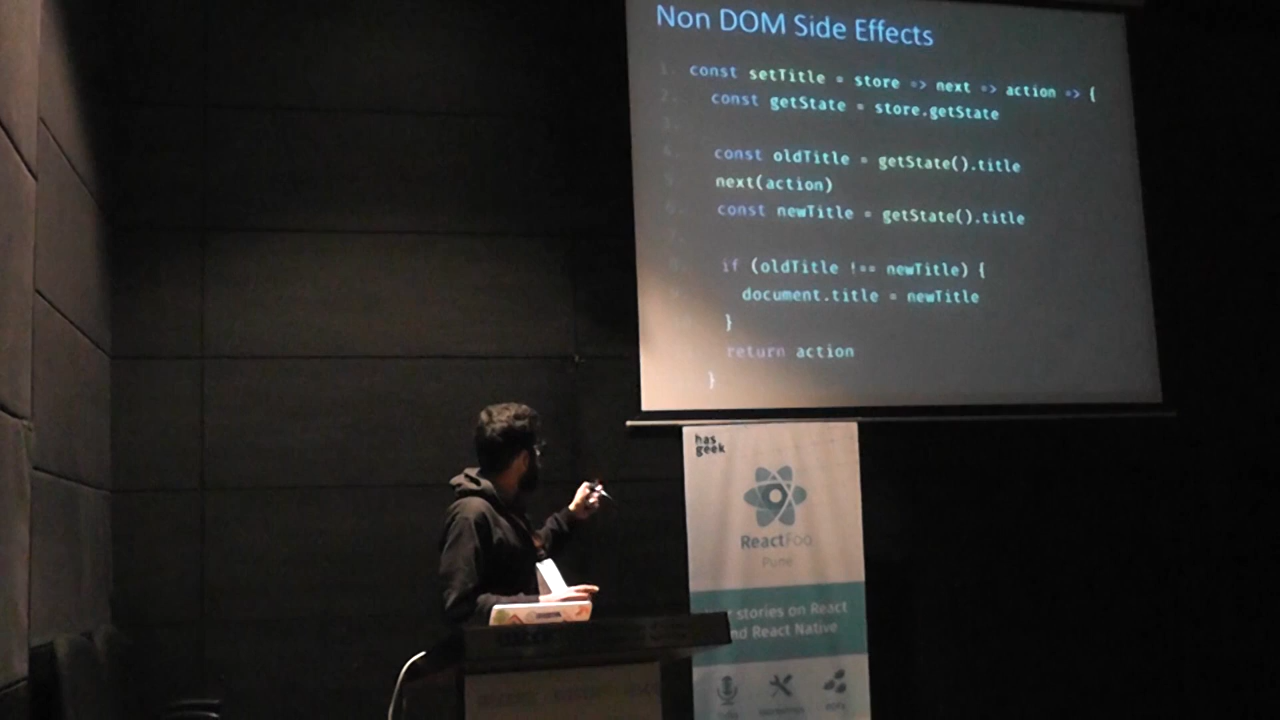 Non DOM Side Effects
const setTitle = store => next => action => {
const getState = store.getState
const oldTitle = getState().title
next(action)
const newTitle = getState().title
if (oldTitle !== newTitle) {
document.title = newTitle
}
return action
}
has
geek
ReactFoo
Pune
stories on React
and React Native